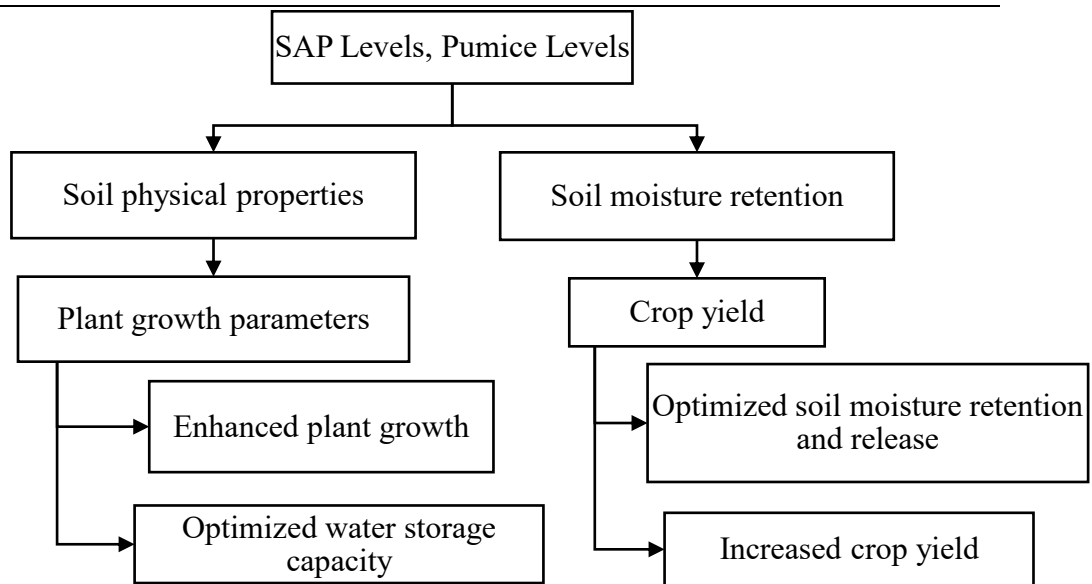 SAP Levels, Pumice Levels
Soil physical properties
Soil moisture retention
Plant growth parameters
Crop yield
Enhanced plant growth
Optimized soil moisture retention
and release
Optimized water storage
capacity
Increased crop yield